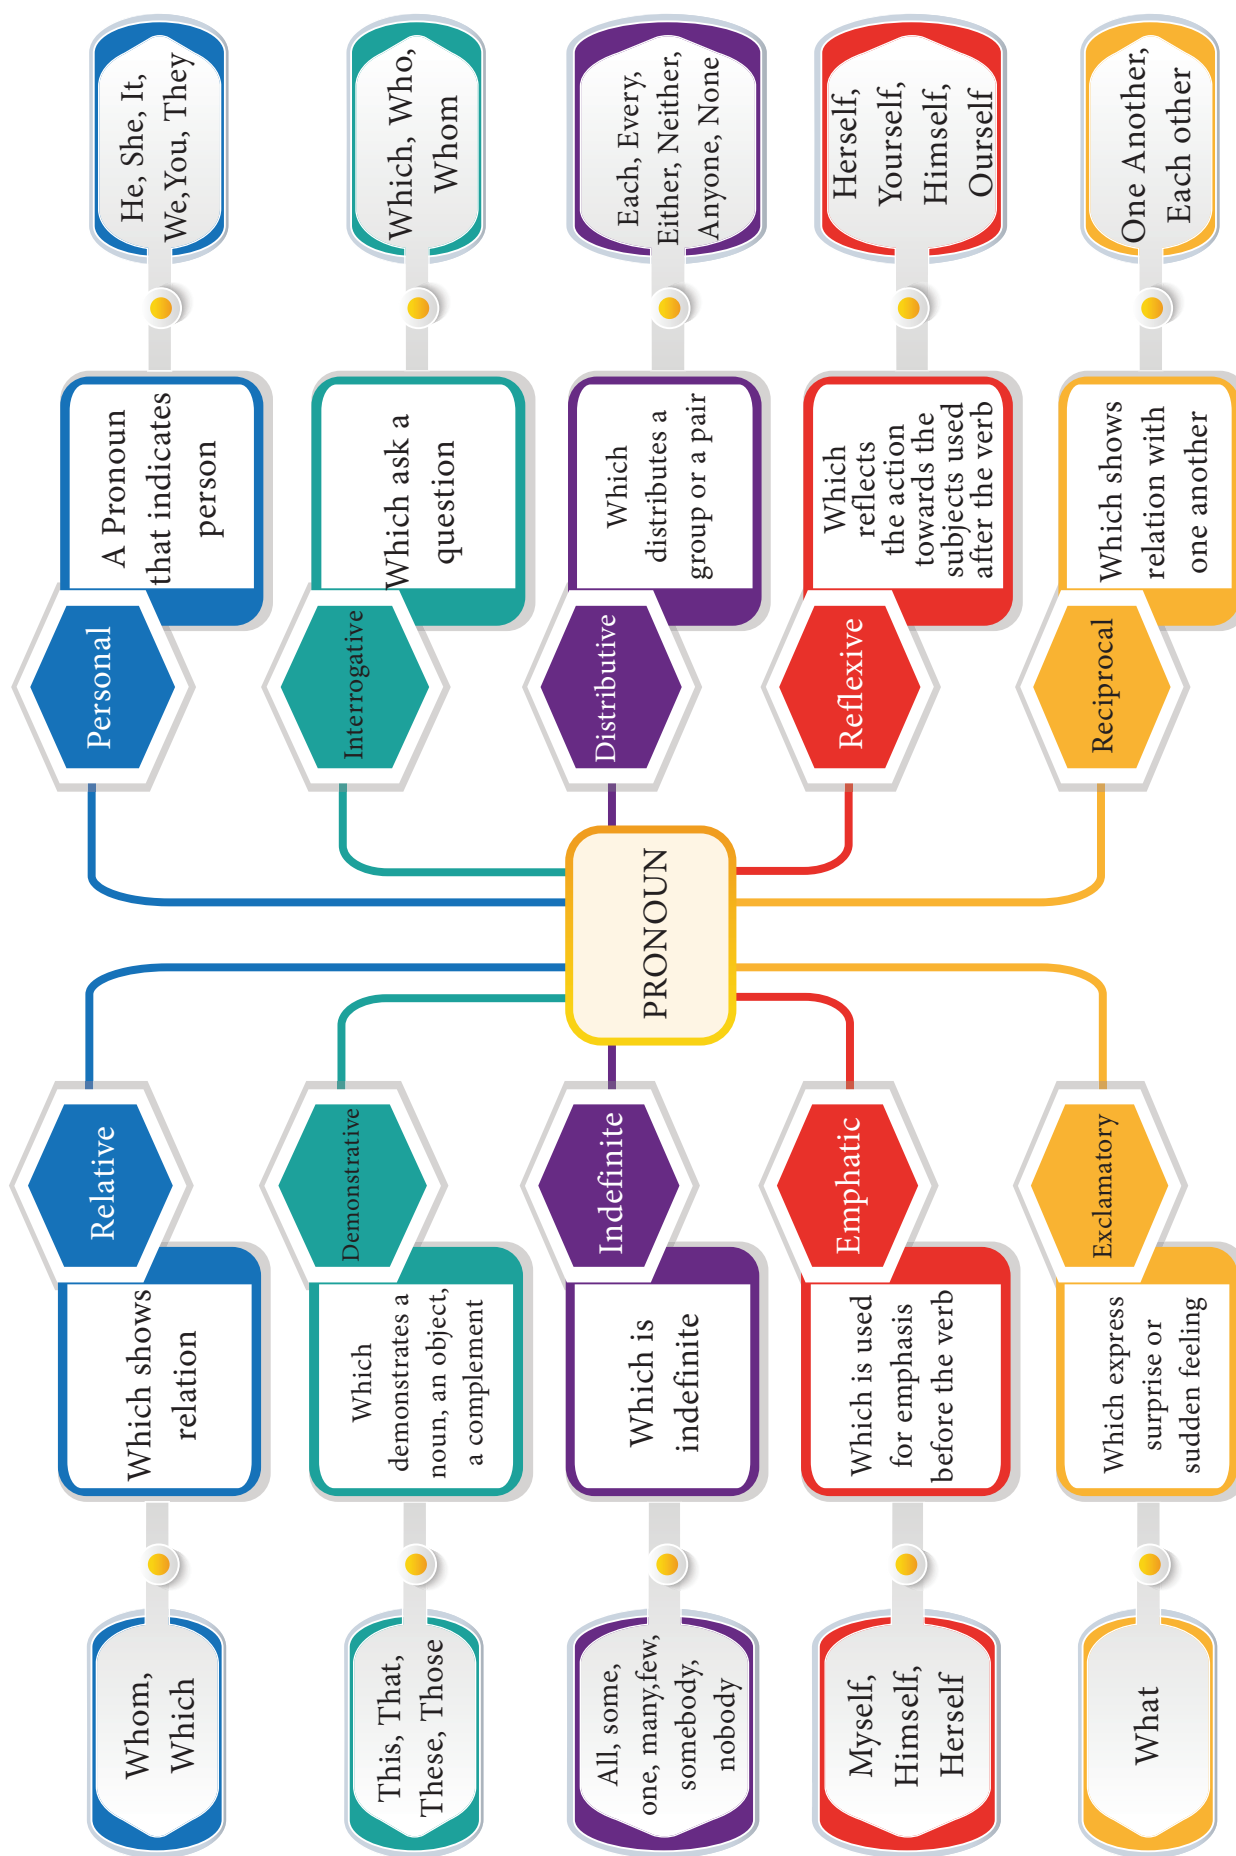 PRONOUN
Relative
Which shows
relation
Whom,
Which
Demonstrative
Which
demonstrates a
noun, an object,
a complement
This, That,
These, Those
Indefinite
Which is
indefinite
All, some,
one, many,few,
somebody,
nobody
Emphatic
Which is used
for emphasis
before the verb
Myself,
Himself,
Herself
Exclamatory
Which express
surprise or
sudden feeling
What
Personal
A Pronoun
that indicates
person
He, She, It,
We,You, They
Interrogative
Which ask a
question
Which, Who,
Whom
Distributive
Which
distributes a
group or a pair
Each, Every,
Either, Neither,
Anyone, None
Reflexive
Which
reflects
the action
towards the
subjects used
after the verb
Herself,
Yourself,
Himself,
Ourself
Reciprocal
Which shows
relation with
one another
One Another,
Each other